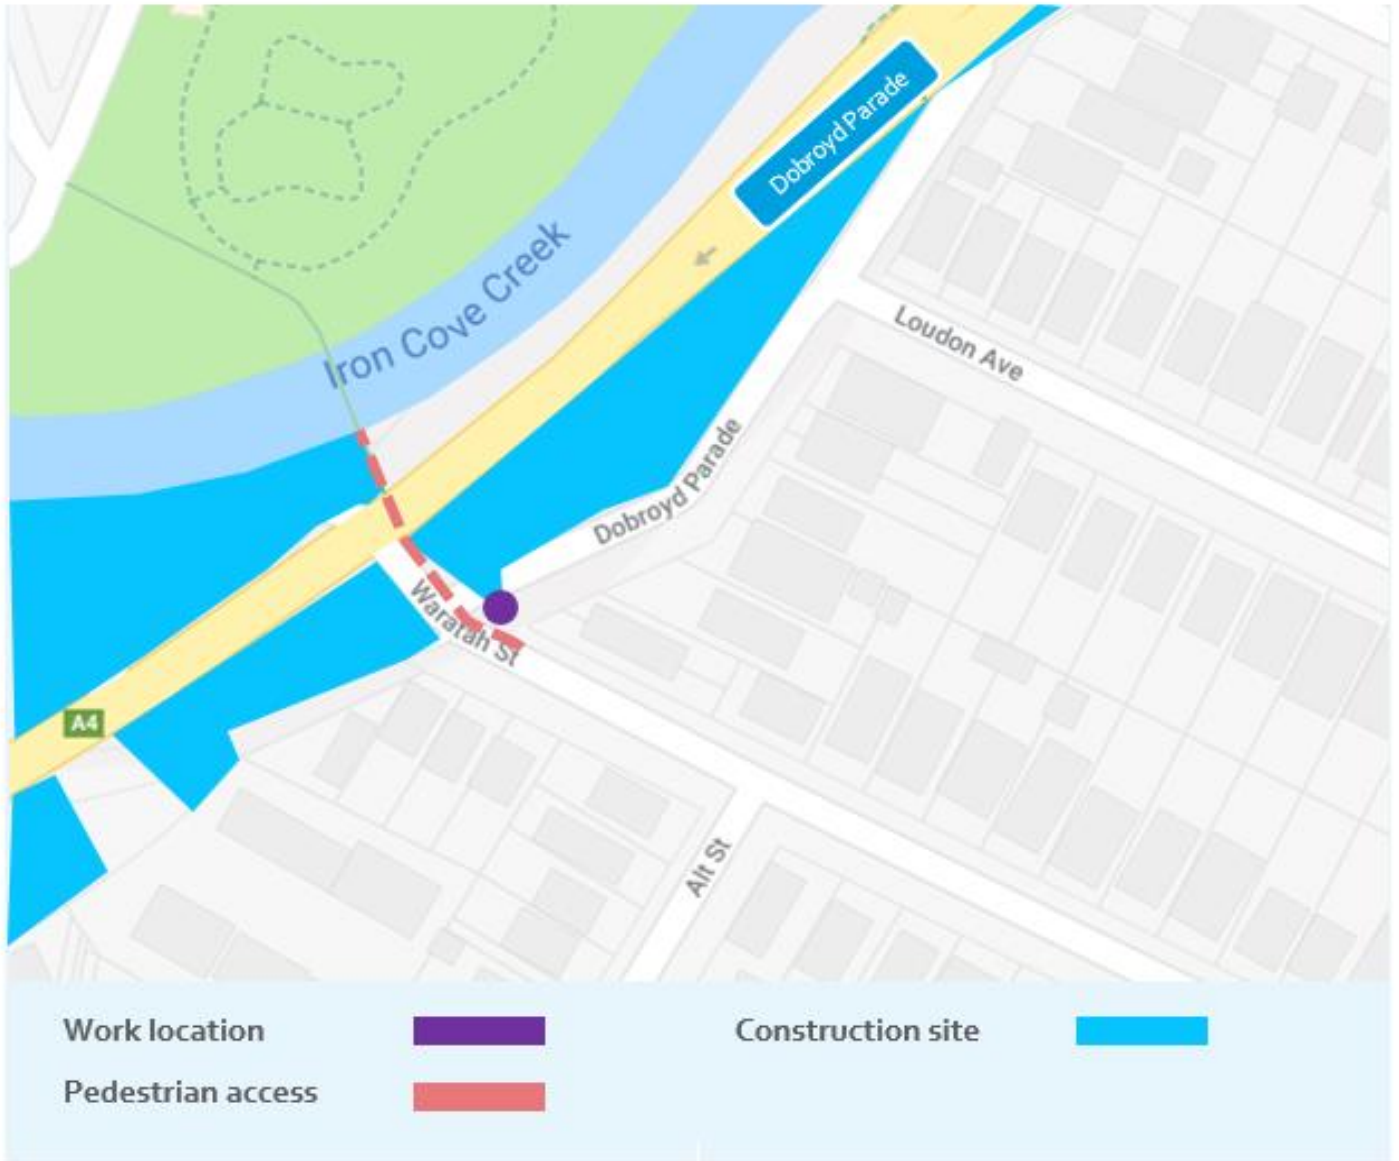 Dobroyd Parade
Iron Cove Creek
Loudon Ave
Dobroyd Parade
Waratah St
A4
Alt St
Work location
Construction site
Pedestrian access